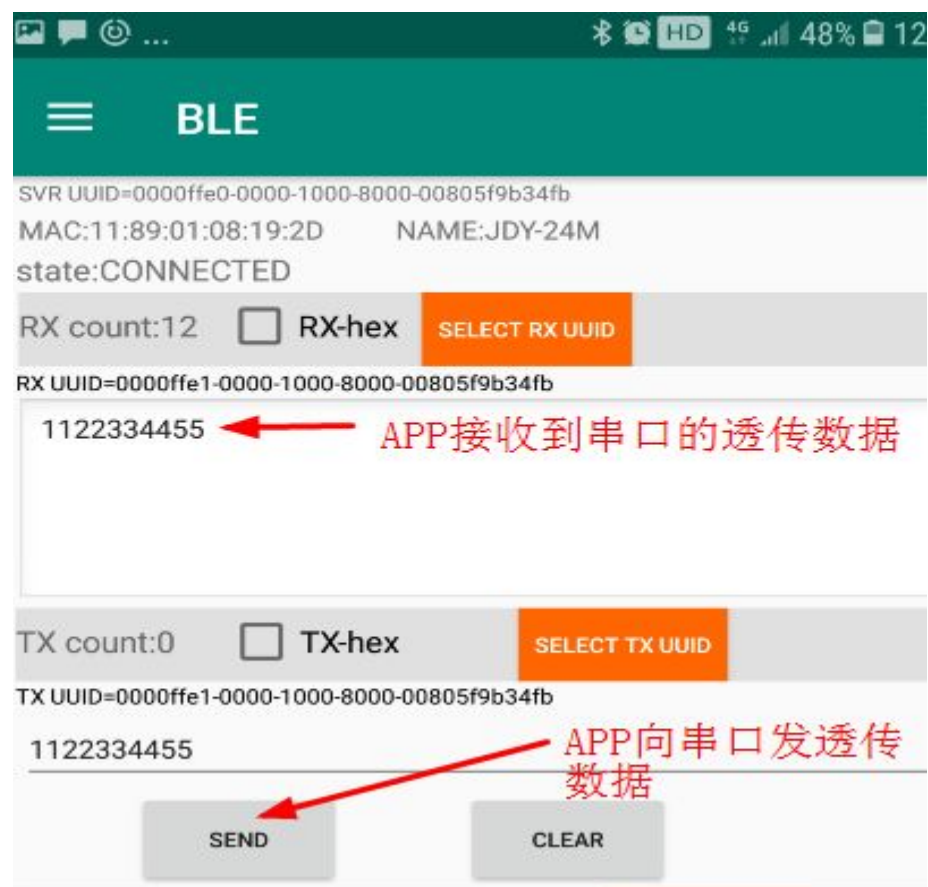 ... HD 4G 48% 12
BLE
SVR UUID=0000ffe0-0000-1000-8000-00805f9b34fb
MAC:11:89:01:08:19:2D NAME:JDY-24M
state:CONNECTED
RX count:12 RX-hex SELECT RX UUID
RX UUID=0000ffe1-0000-1000-8000-00805f9b34fb
1122334455 APP接收到串口的透传数据
TX count:0 TX-hex SELECT TX UUID
TX UUID=0000ffe1-0000-1000-8000-00805f9b34fb
1122334455 APP向串口发透传
数据
SEND CLEAR